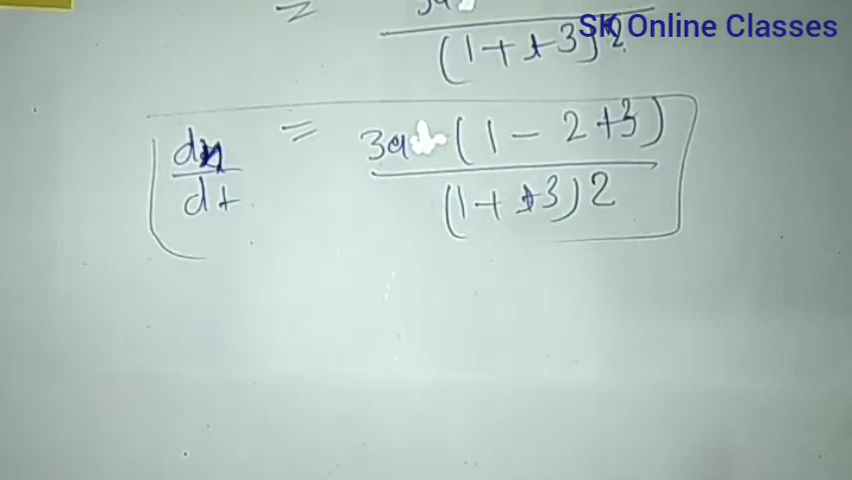 SK Online Classes
=
(1+t3)2
dx/dt = 3a (1-2t3)
(1+t3)2